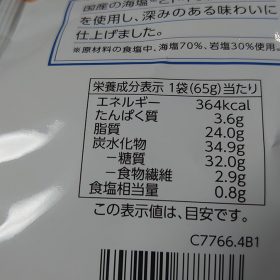 国産の海塩と
を使用し、深みのある味わいに
仕上げました。
※原材料の食塩中、海塩70%、岩塩30%使用。
栄養成分表示 1袋(65g)当たり
エネルギー 364kcal
たんぱく質 3.6g
脂質 24.0g
炭水化物 34.9g
－糖質 32.0g
－食物繊維 2.9g
食塩相当量 0.8g
この表示値は、目安です。
C7766.4B1